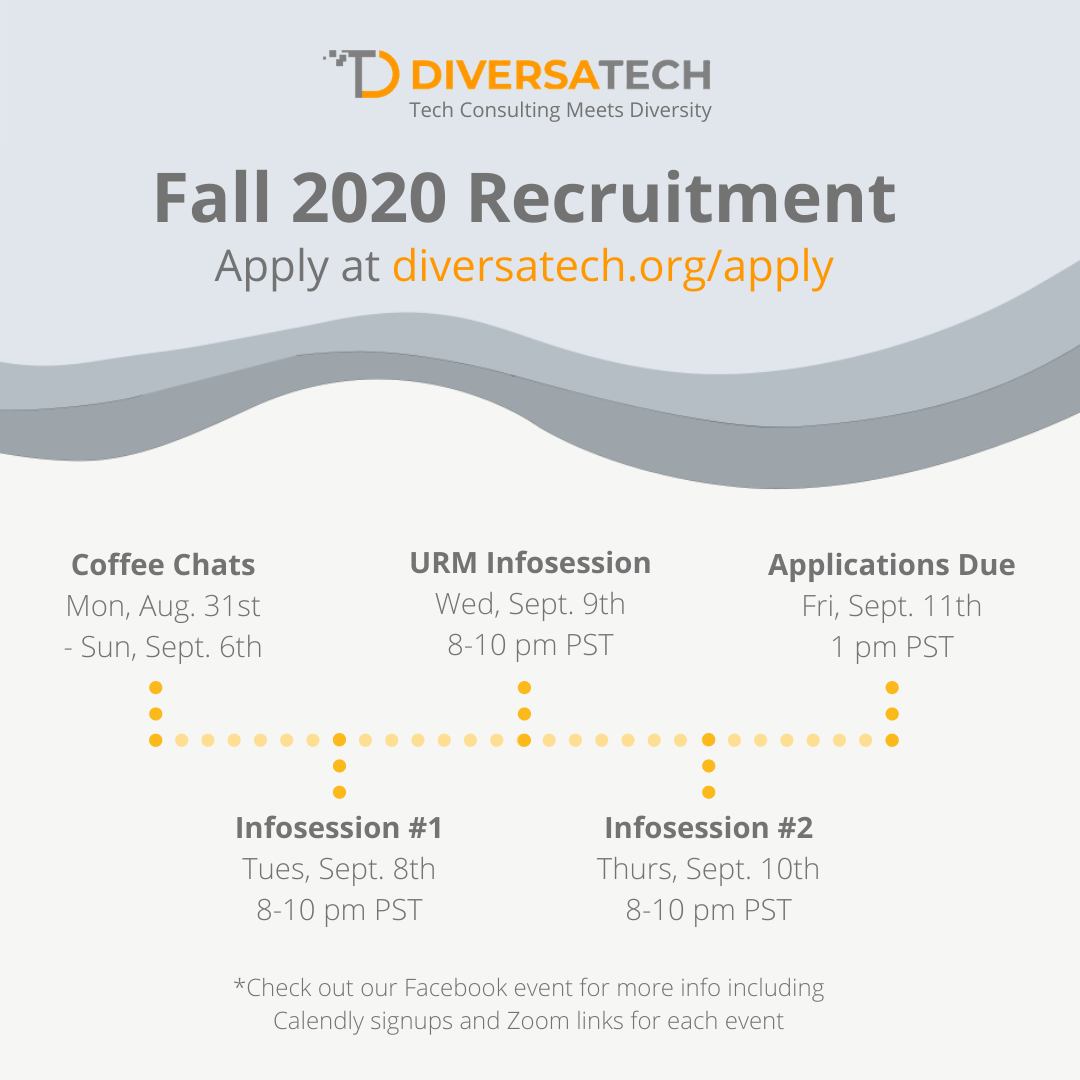 DIVERSATECH
Tech Consulting Meets Diversity
Fall 2020 Recruitment
Apply at diversatech.org/apply
Coffee Chats
Mon, Aug. 31st
- Sun, Sept. 6th
URM Infosession
Wed, Sept. 9th
8-10 pm PST
Applications Due
Fri, Sept. 11th
1 pm PST
Infosession #1
Tues, Sept. 8th
8-10 pm PST
Infosession #2
Thurs, Sept. 10th
8-10 pm PST
*Check out our Facebook event for more info including
Calendly signups and Zoom links for each event